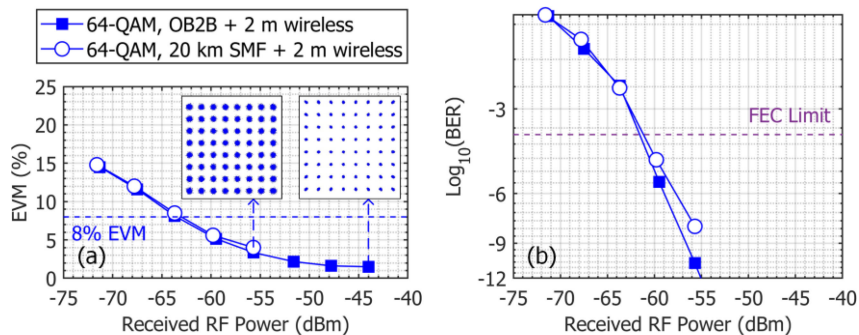 64-QAM, OB2B + 2 m wireless
64-QAM, 20 km SMF + 2 m wireless
25
20
15
10
5
0
EVM (%)
8% EVM
(a)
-75 -70 -65 -60 -55 -50 -45 -40
Received RF Power (dBm)
-3
-6
-9
-12
Log10(BER)
FEC Limit
(b)
-75 -70 -65 -60 -55 -50 -45 -40
Received RF Power (dBm)